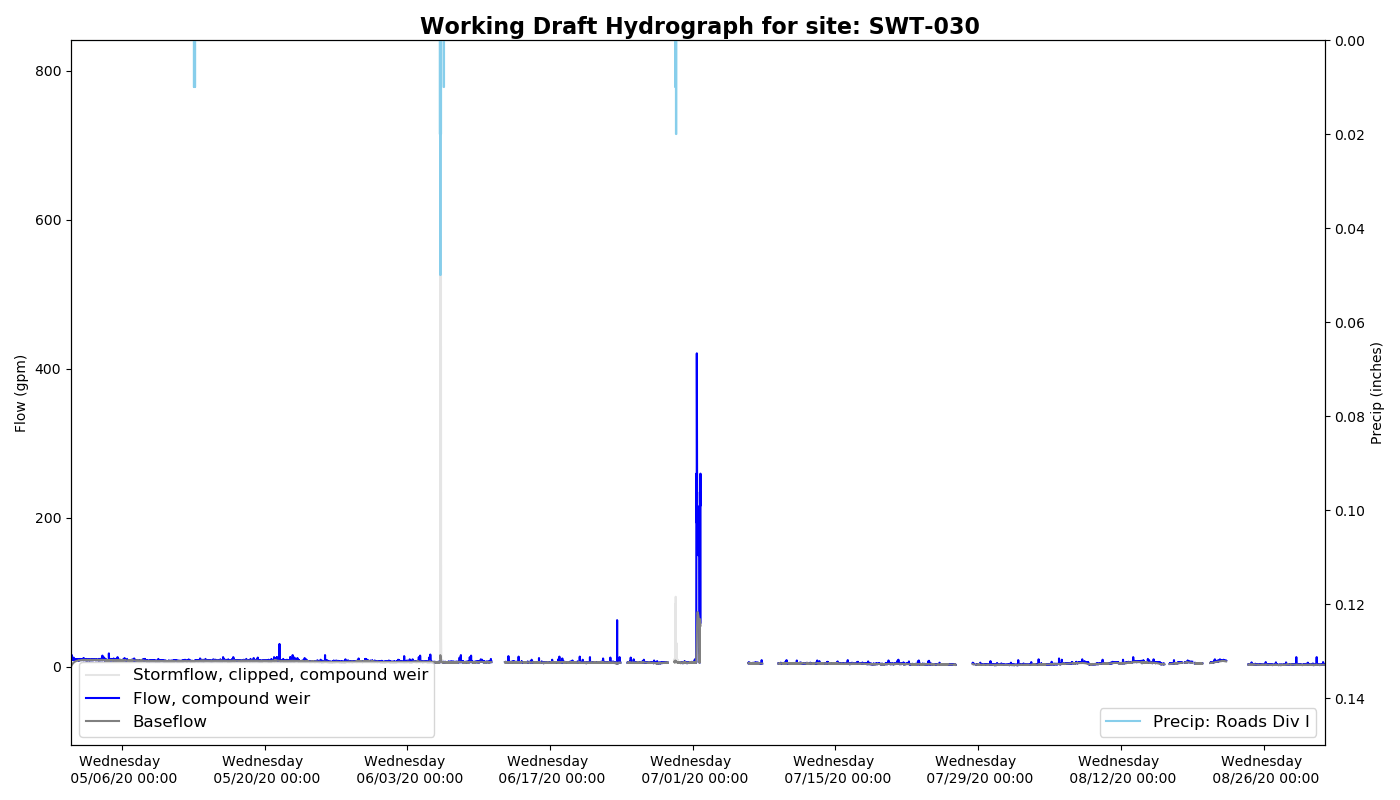 Working Draft Hydrograph for site: SWT-030
800
600
400
200
0
Flow (gpm)
0.00
0.02
0.04
0.06
0.08
0.10
0.12
0.14
Precip (inches)
Stormflow, clipped, compound weir
Flow, compound weir
Baseflow
Precip: Roads Div I
Wednesday
05/06/20 00:00
Wednesday
05/20/20 00:00
Wednesday
06/03/20 00:00
Wednesday
06/17/20 00:00
Wednesday
07/01/20 00:00
Wednesday
07/15/20 00:00
Wednesday
07/29/20 00:00
Wednesday
08/12/20 00:00
Wednesday
08/26/20 00:00